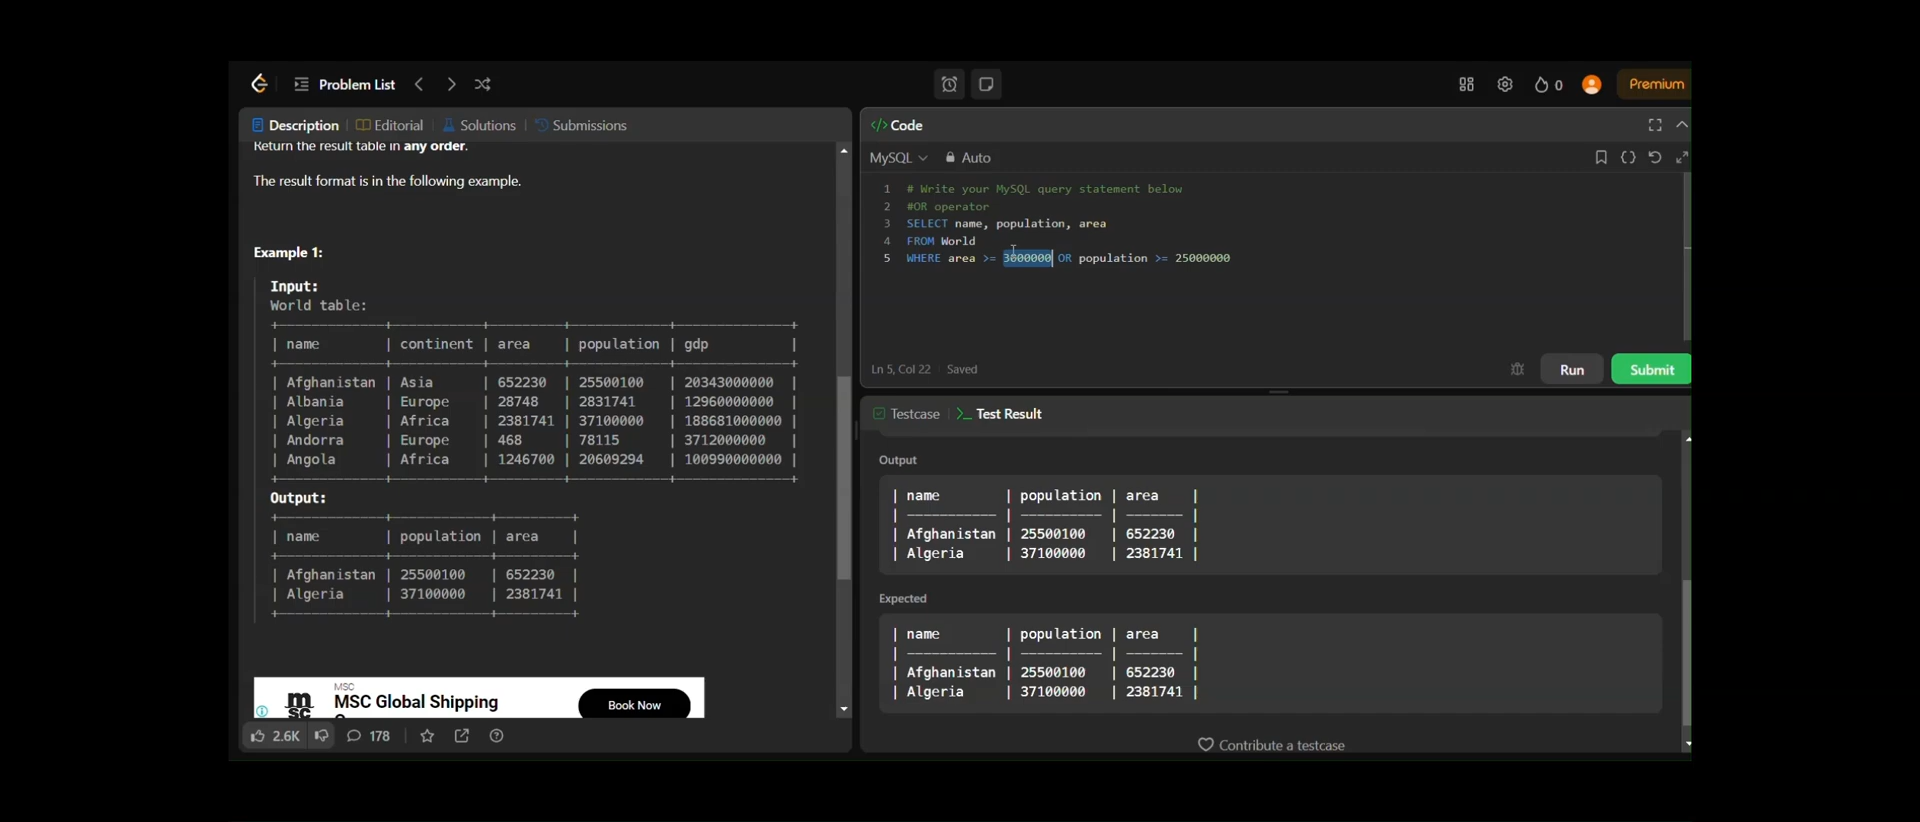 Problem List
0
Premium
Description
Editorial
Solutions
Submissions
Return the result table in any order.
The result format is in the following example.
Example 1:
Input:
World table:
+-------------+-----------+---------+------------+--------------+
| name        | continent | area    | population | gdp          |
+-------------+-----------+---------+------------+--------------+
| Afghanistan | Asia      | 652230  | 25500100   | 20343000000  |
| Albania     | Europe    | 28748   | 2831741    | 12960000000  |
| Algeria     | Africa    | 2381741 | 37100000   | 188681000000 |
| Andorra     | Europe    | 468     | 78115      | 3712000000   |
| Angola      | Africa    | 1246700 | 20609294   | 100990000000 |
+-------------+-----------+---------+------------+--------------+
Output:
+-------------+------------+---------+
| name        | population | area    |
+-------------+------------+---------+
| Afghanistan | 25500100   | 652230  |
| Algeria     | 37100000   | 2381741 |
+-------------+------------+---------+
MSC
msc
MSC Global Shipping
Book Now
2.6K
178
</> Code
MySQL
Auto
1 # Write your MySQL query statement below
2 #OR operator
3 SELECT name, population, area
4 FROM World
5 WHERE area >= 3000000 OR population >= 25000000
Ln 5, Col 22
Saved
Run
Submit
Testcase
>_ Test Result
Output
| name        | population | area    |
| ----------- | ---------- | ------- |
| Afghanistan | 25500100   | 652230  |
| Algeria     | 37100000   | 2381741 |
Expected
| name        | population | area    |
| ----------- | ---------- | ------- |
| Afghanistan | 25500100   | 652230  |
| Algeria     | 37100000   | 2381741 |
Contribute a testcase